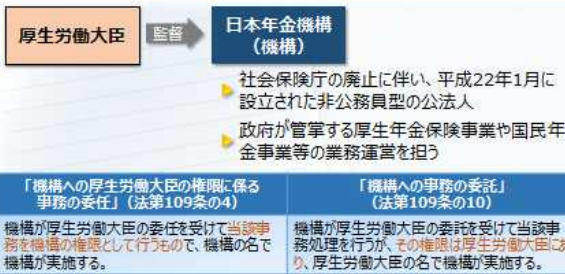 厚生労働大臣
監督
日本年金機構
(機構)
社会保険庁の廃止に伴い、平成22年1月に
設立された非公務員型の公法人
政府が管掌する厚生年金保険事業や国民年
金事業等の業務運営を担う
「機構への厚生労働大臣の権限に係る
事務の委任」(法第109条の4)
機構が厚生労働大臣の委任を受けて当該事
務を機構の権限として行うもので、機構の名で
機構が実施する。
「機構への事務の委託」
(法第109条の10)
機構が厚生労働大臣の委託を受けて当該事
務処理を行うが、その権限は厚生労働大臣にあ
り、厚生労働大臣の名で機構が実施する。